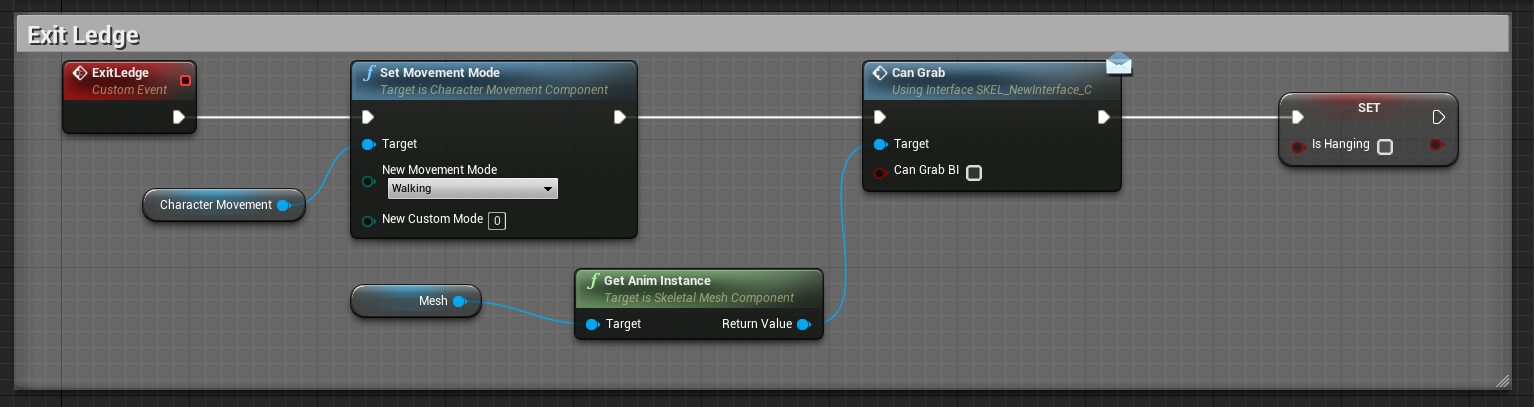 Exit Ledge
ExitLedge
Custom Event
Set Movement Mode
Target is Character Movement Component
Target
New Movement Mode
Walking
New Custom Mode 0
Character Movement
Mesh
Get Anim Instance
Target is Skeletal Mesh Component
Target Return Value
Can Grab
Using Interface SKEL_NewInterface_C
Target
Can Grab BI
SET
Is Hanging